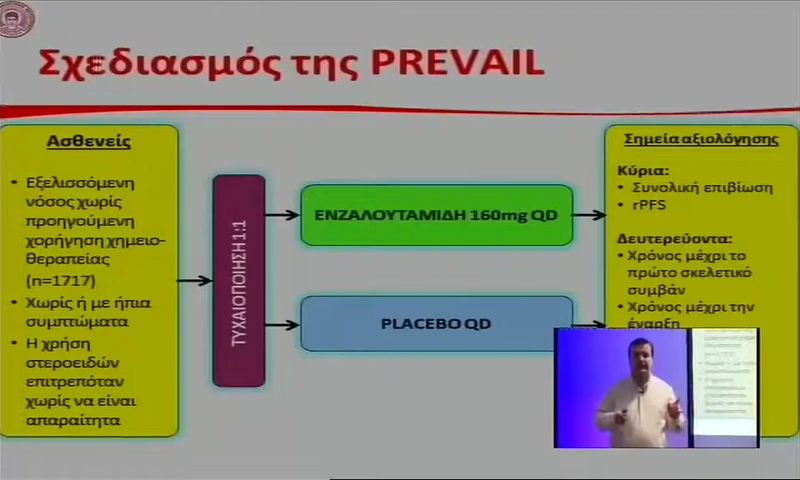 Σχεδιασμός της PREVAIL
Ασθενείς
• Εξελισσόμενη
νόσος χωρίς
προηγούμενη
χορήγηση χημειο-
θεραπείας
(n=1717)
• Χωρίς ή με ήπια
συμπτώματα
• Η χρήση
στεροειδών
επιτρεπόταν
χωρίς να είναι
απαραίτητα
ΤΥΧΑΙΟΠΟΙΗΣΗ 1:1
ΕΝΖΑΛΟΥΤΑΜΙΔΗ 160mg QD
PLACEBO QD
Σημεία αξιολόγησης
Κύρια:
• Συνολική επιβίωση
• rPFS
Δευτερεύοντα:
• Χρόνος μέχρι το
πρώτο σκελετικό
συμβάν
• Χρόνος μέχρι την
έναρξη